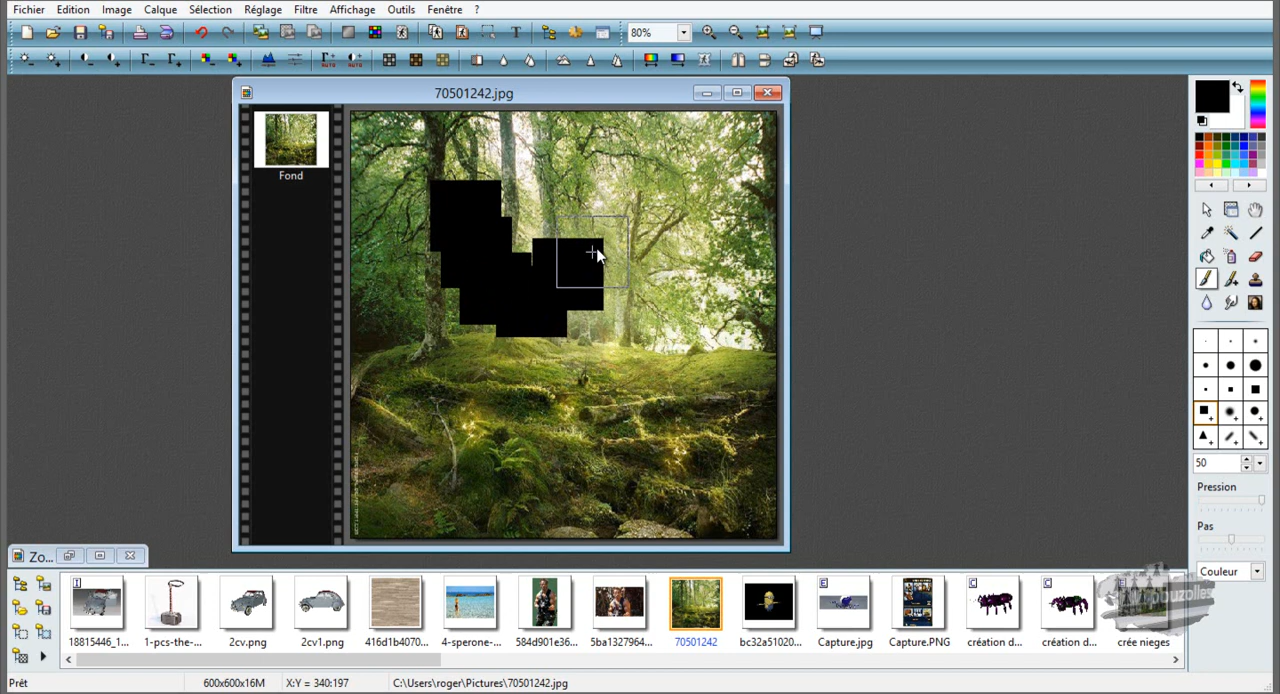 Fichier Edition Image Calque Sélection Réglage Filtre Affichage Outils Fenêtre ?
T 80%
70501242.jpg
Fond
50
Pression
Pas
Couleur
Zo...
18815446_1... 1-pcs-the-... 2cv.png 2cv1.png 416d1b4070... 4-sperone-... 584d901e36... 5ba1327964... 70501242 bc32a51020... Capture.jpg Capture.PNG création d... création d... crée nieges
Prêt 600x600x16M X:Y = 340:197 C:\Users\roger\Pictures\70501242.jpg